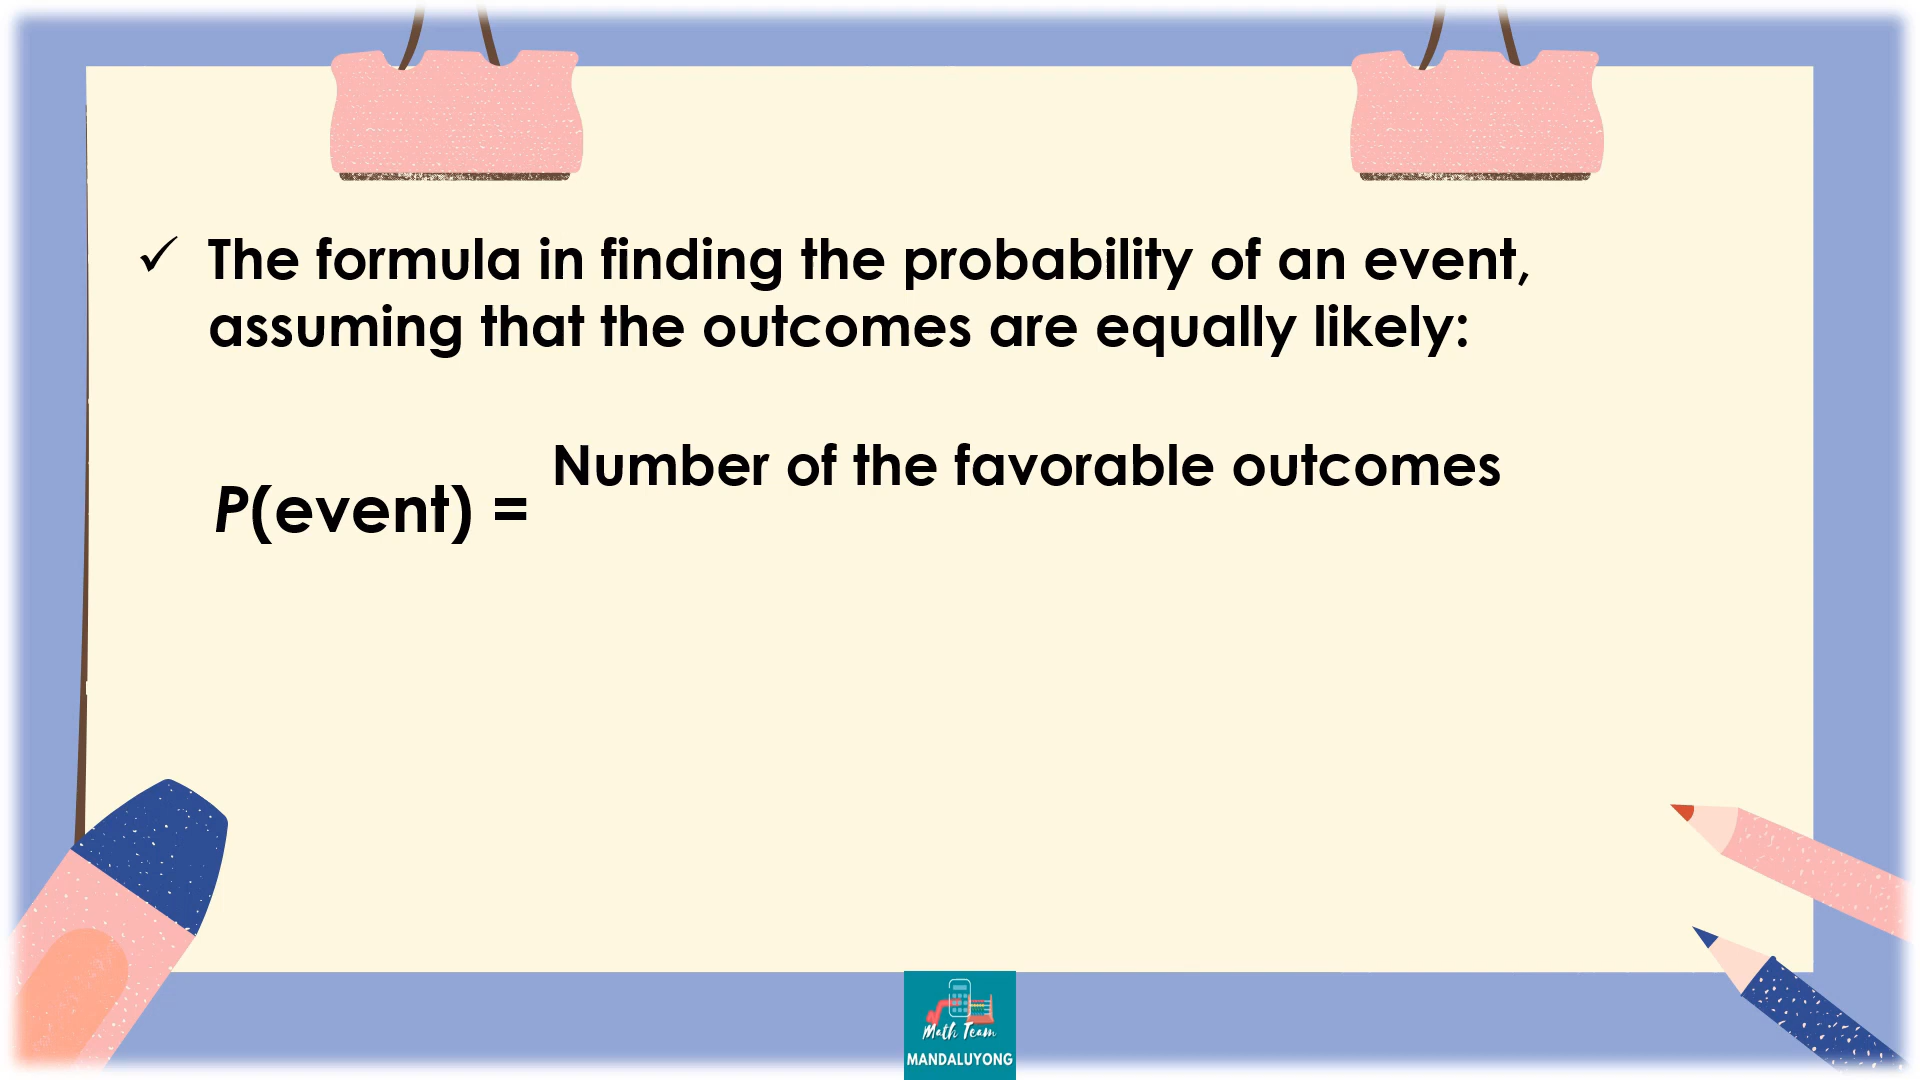 ✓ The formula in finding the probability of an event,
assuming that the outcomes are equally likely:
Number of the favorable outcomes
P(event) =
Math Team
MANDALUYONG